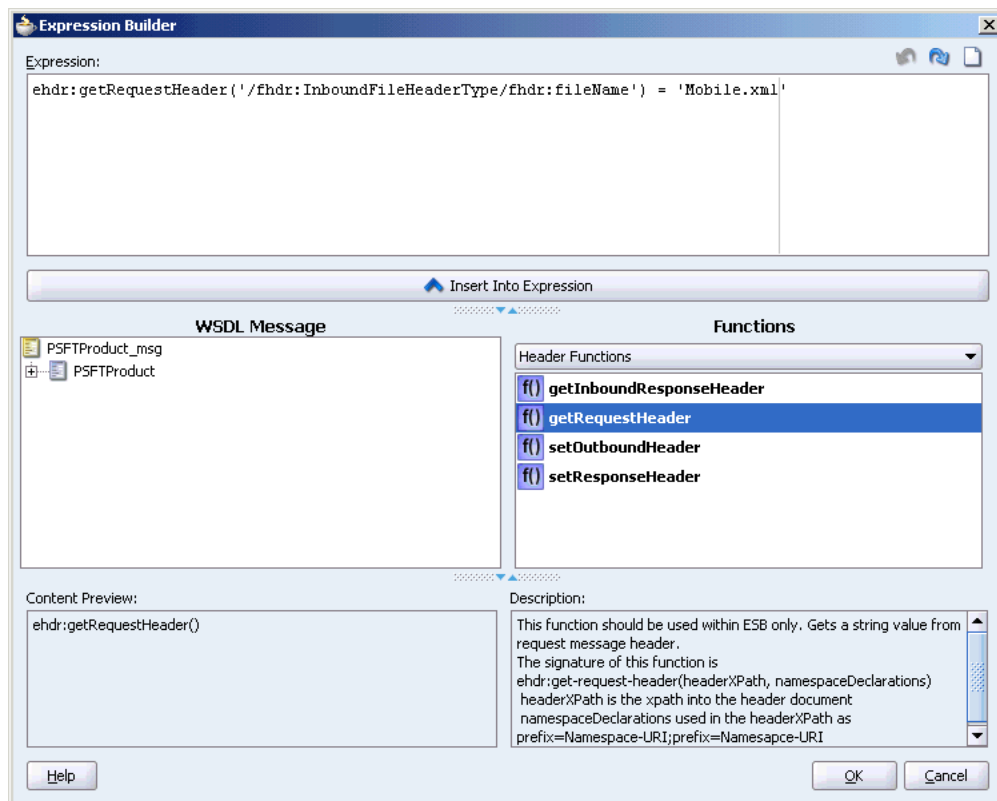 Expression Builder
Expression:
ehdr:getRequestHeader('/fhdr:InboundFileHeaderType/fhdr:fileName') = 'Mobile.xml'
Insert Into Expression
WSDL Message
Functions
PSFTProduct_msg
PSFTProduct
Header Functions
f() getInboundResponseHeader
f() getRequestHeader
f() setOutboundHeader
f() setResponseHeader
Content Preview:
ehdr:getRequestHeader()
Description:
This function should be used within ESB only. Gets a string value from
request message header.
The signature of this function is
ehdr:get-request-header(headerXPath, namespaceDeclarations)
headerXPath is the xpath into the header document
namespaceDeclarations used in the headerXPath as
prefix=Namespace-URI;prefix=Namesapce-URI
Help
OK
Cancel